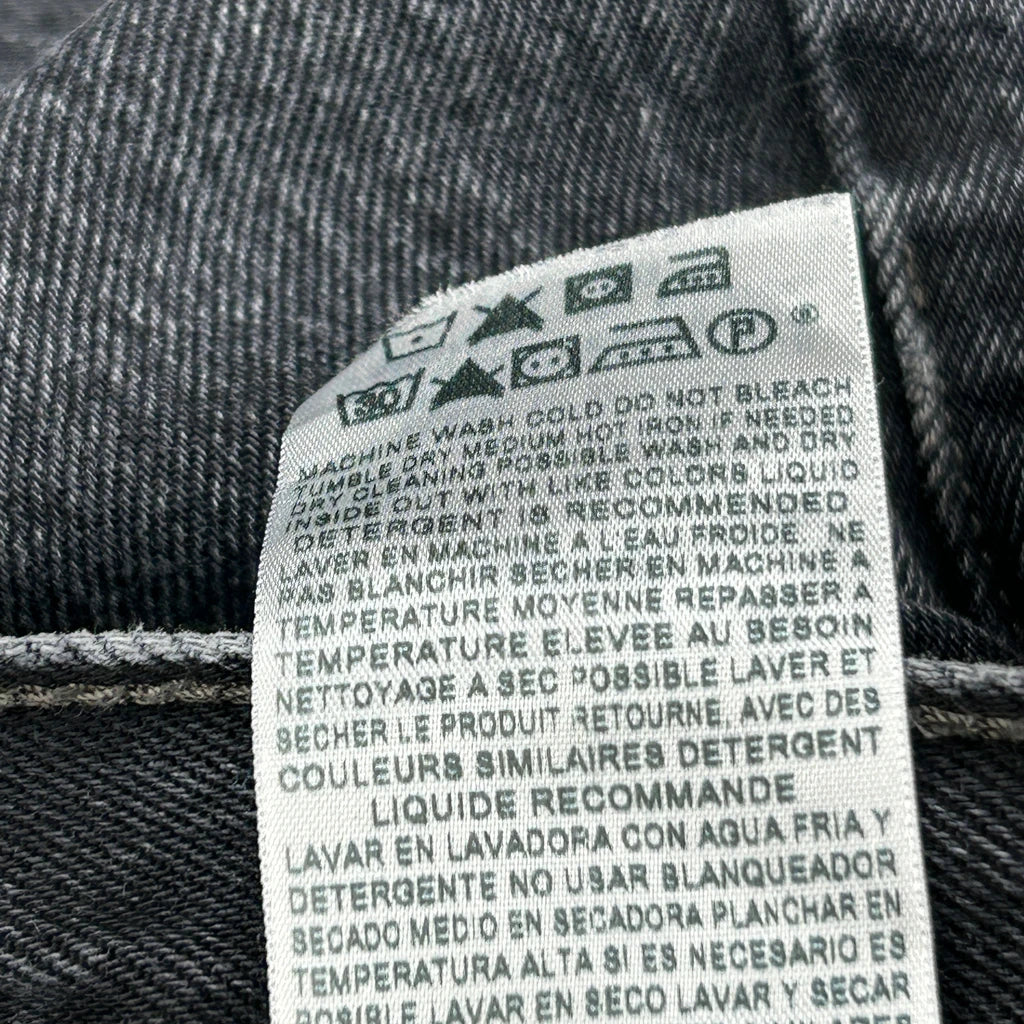 30
P
®
MACHINE WASH COLD DO NOT BLEACH
TUMBLE DRY MEDIUM HOT IRON IF NEEDED
DRY CLEANING POSSIBLE WASH AND DRY
INSIDE OUT WITH LIKE COLORS LIQUID
DETERGENT IS RECOMMENDED
LAVER EN MACHINE A L'EAU FROIDE NE
PAS BLANCHIR SECHER EN MACHINE A
TEMPERATURE MOYENNE REPASSER A
TEMPERATURE ELEVEE AU BESOIN
NETTOYAGE A SEC POSSIBLE LAVER ET
SECHER LE PRODUIT RETOURNE, AVEC DES
COULEURS SIMILAIRES DETERGENT
LIQUIDE RECOMMANDE
LAVAR EN LAVADORA CON AGUA FRIA Y
DETERGENTE NO USAR BLANQUEADOR
SECADO MEDIO EN SECADORA PLANCHAR EN
TEMPERATURA ALTA SI ES NECESARIO ES
POSIBLE LAVAR EN SECO LAVAR Y SECAR